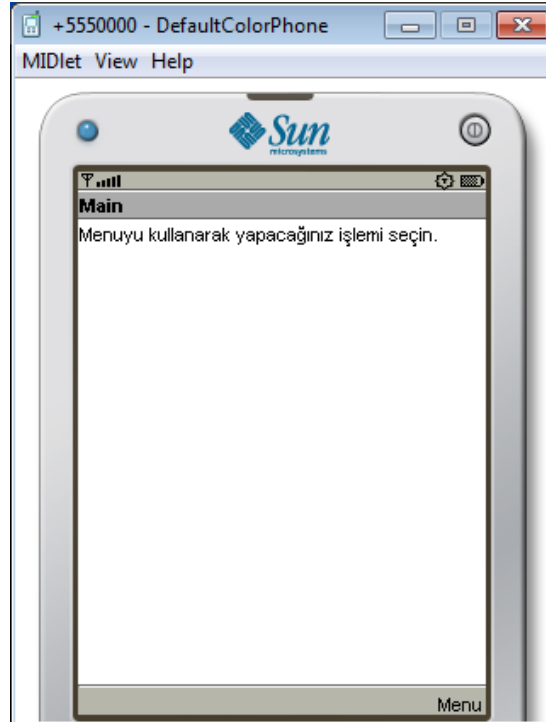 +5550000 - DefaultColorPhone
MIDlet View Help
Sun
microsystems
Main
Menuyu kullanarak yapacağınız işlemi seçin.
Menu